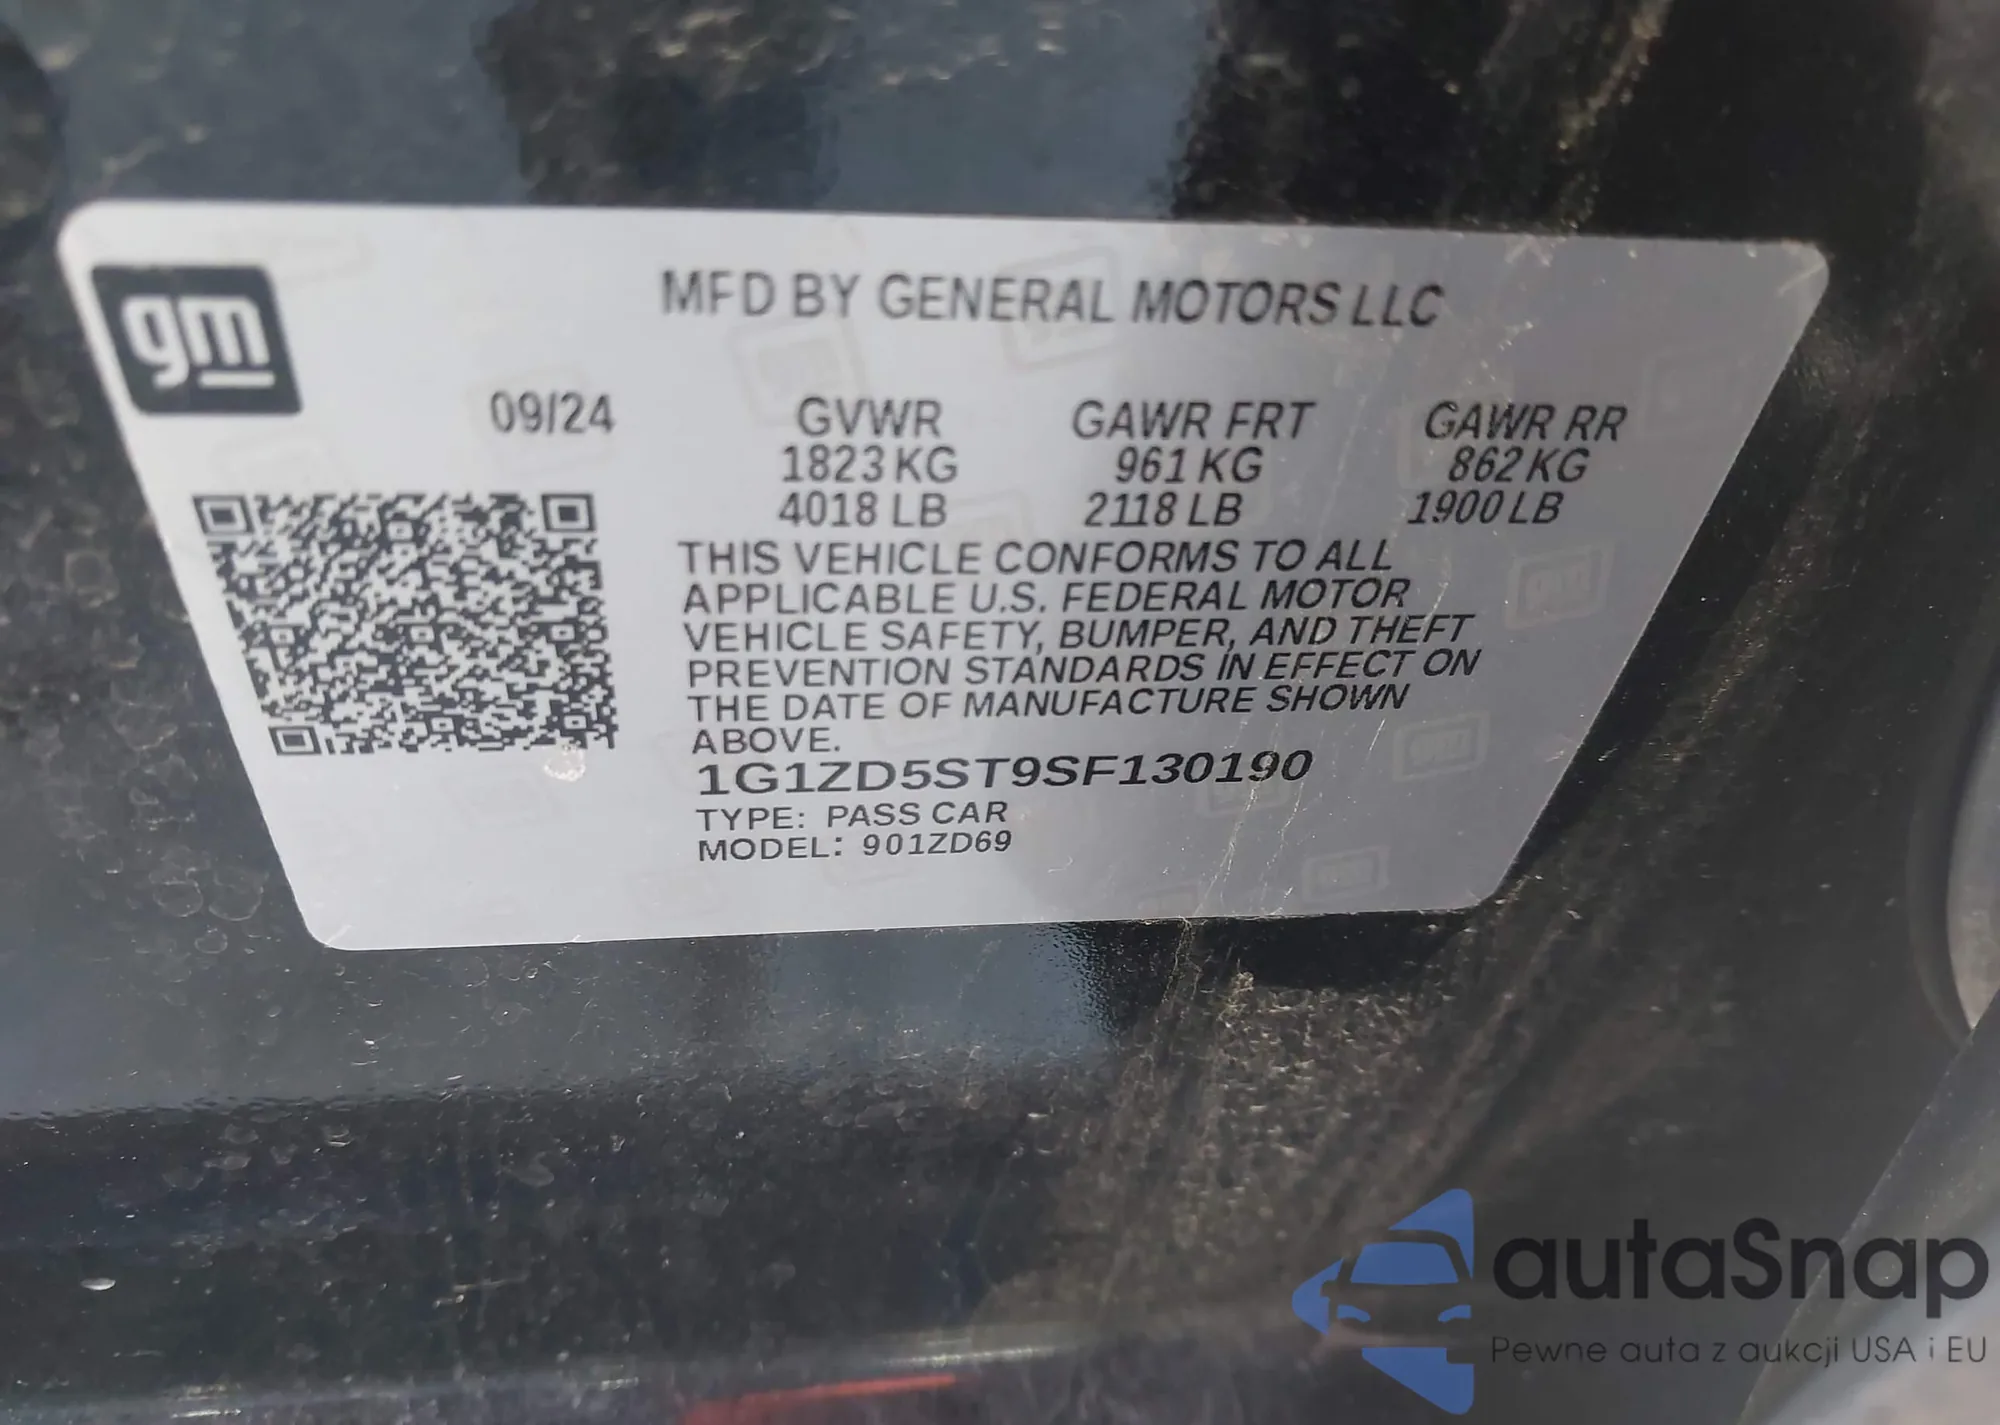 gm
MFD BY GENERAL MOTORS LLC
09/24 GVWR GAWR FRT GAWR RR
1823 KG 961 KG 862 KG
4018 LB 2118 LB 1900 LB
THIS VEHICLE CONFORMS TO ALL
APPLICABLE U.S. FEDERAL MOTOR
VEHICLE SAFETY, BUMPER, AND THEFT
PREVENTION STANDARDS IN EFFECT ON
THE DATE OF MANUFACTURE SHOWN
ABOVE.
1G1ZD5ST9SF130190
TYPE: PASS CAR
MODEL: 901ZD69
autaSnap
Pewne auta z aukcji USA i EU